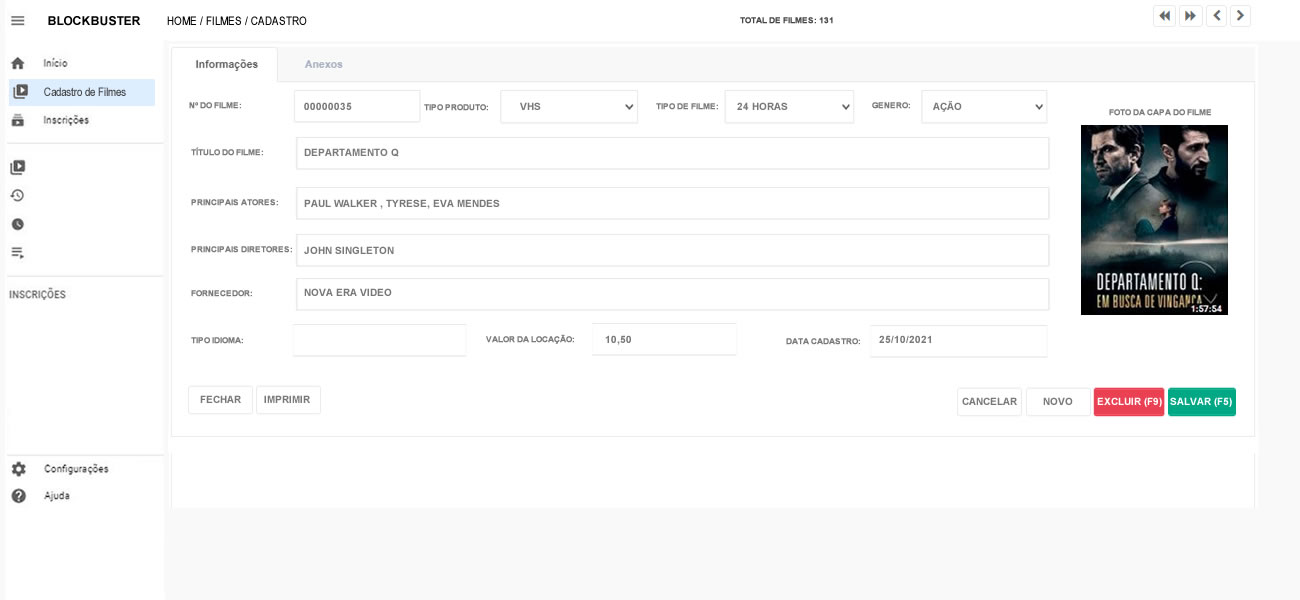 BLOCKBUSTER
HOME / FILMES / CADASTRO
TOTAL DE FILMES: 131
Início
Cadastro de Filmes
Inscrições
INSCRIÇÕES
Configurações
Ajuda
Informações
Anexos
Nº DO FILME: 00000035 TIPO PRODUTO: VHS TIPO DE FILME: 24 HORAS GENERO: AÇÃO
TÍTULO DO FILME: DEPARTAMENTO Q
PRINCIPAIS ATORES: PAUL WALKER , TYRESE, EVA MENDES
PRINCIPAIS DIRETORES: JOHN SINGLETON
FORNECEDOR: NOVA ERA VIDEO
TIPO IDIOMA: VALOR DA LOCAÇÃO: 10,50 DATA CADASTRO: 25/10/2021
FOTO DA CAPA DO FILME
DEPARTAMENTO Q:
EM BUSCA DE VINGANÇA
1:57:54
FECHAR IMPRIMIR CANCELAR NOVO EXCLUIR (F9) SALVAR (F5)